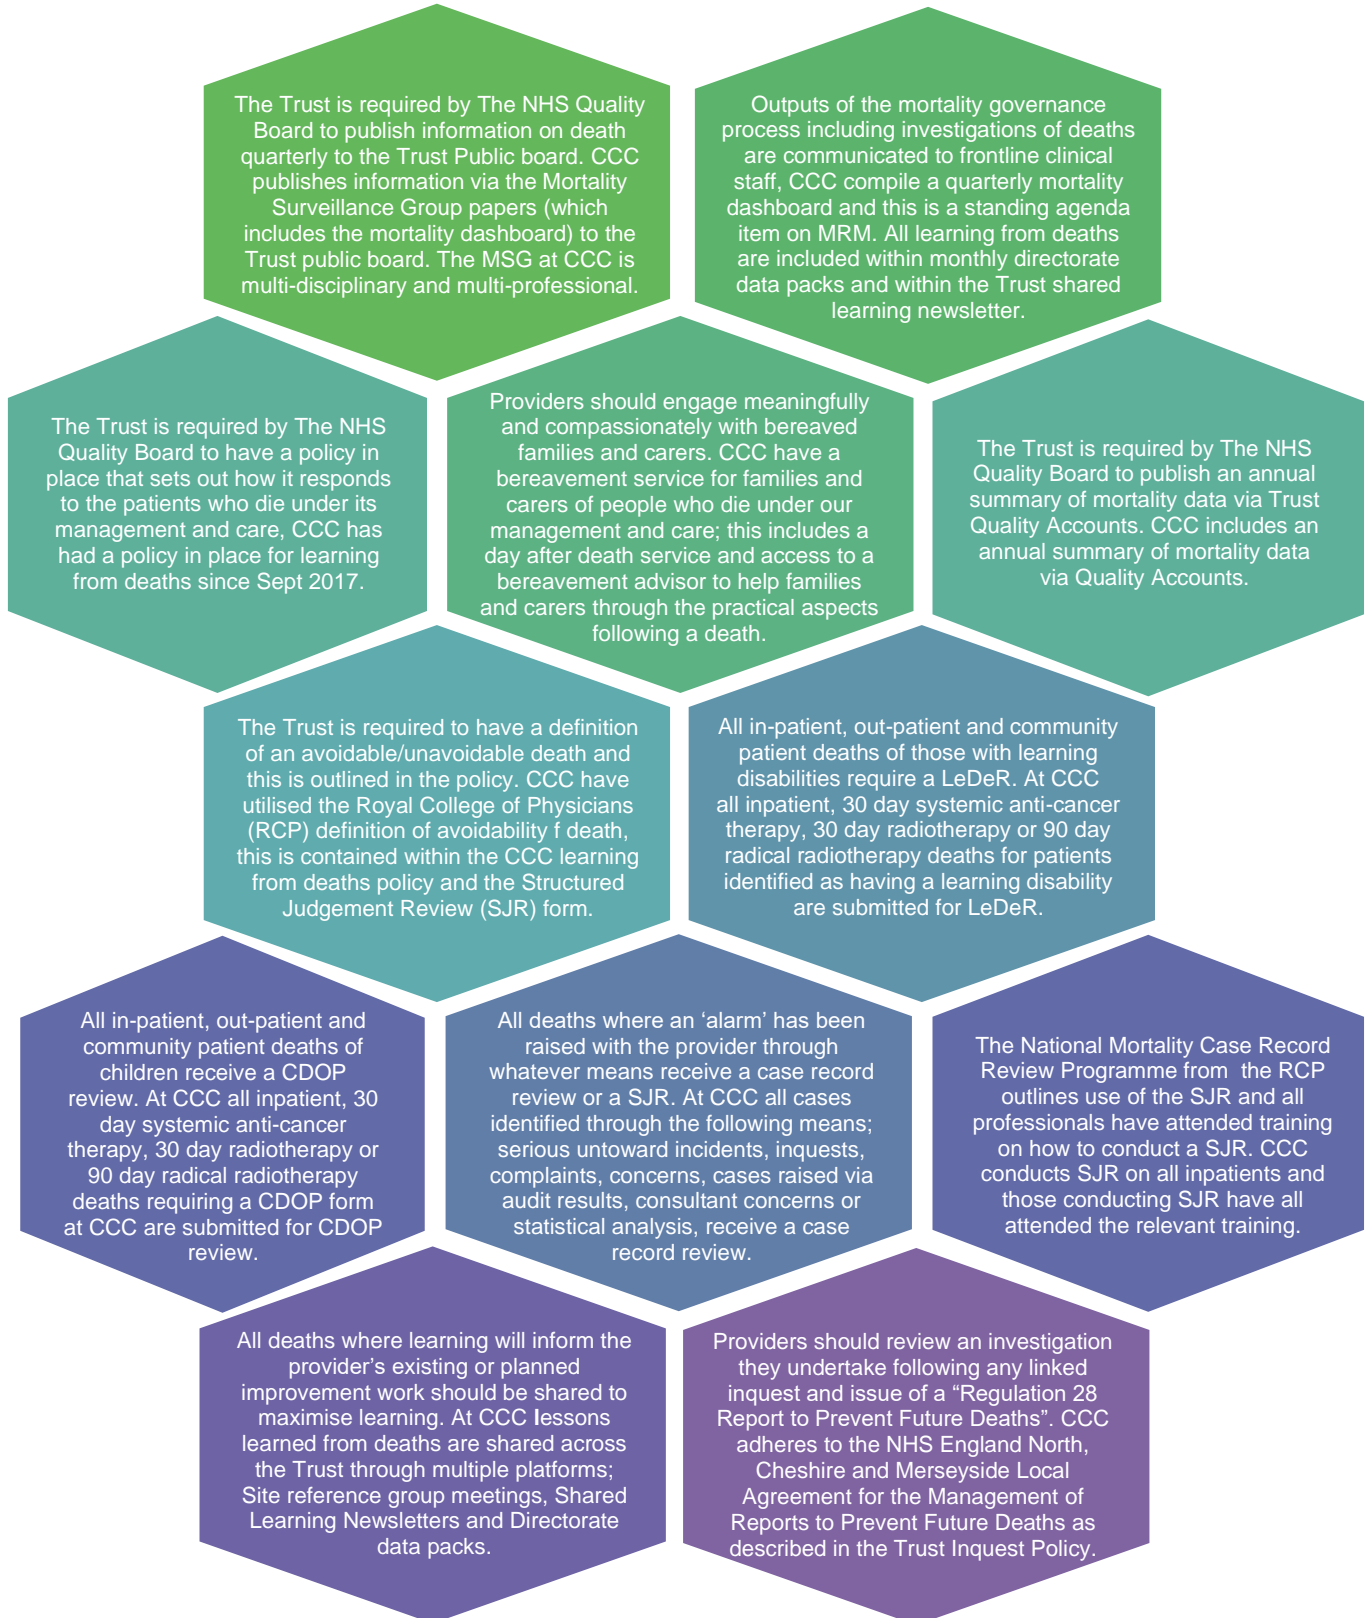 The Trust is required by The NHS Quality
Board to publish information on death
quarterly to the Trust Public board. CCC
publishes information via the Mortality
Surveillance Group papers (which
includes the mortality dashboard) to the
Trust public board. The MSG at CCC is
multi-disciplinary and multi-professional.
Outputs of the mortality governance
process including investigations of deaths
are communicated to frontline clinical
staff, CCC compile a quarterly mortality
dashboard and this is a standing agenda
item on MRM. All learning from deaths
are included within monthly directorate
data packs and within the Trust shared
learning newsletter.
The Trust is required by The NHS
Quality Board to have a policy in
place that sets out how it responds
to the patients who die under its
management and care, CCC has
had a policy in place for learning
from deaths since Sept 2017.
Providers should engage meaningfully
and compassionately with bereaved
families and carers. CCC have a
bereavement service for families and
carers of people who die under our
management and care; this includes a
day after death service and access to a
bereavement advisor to help families
and carers through the practical aspects
following a death.
The Trust is required by The NHS
Quality Board to publish an annual
summary of mortality data via Trust
Quality Accounts. CCC includes an
annual summary of mortality data
via Quality Accounts.
The Trust is required to have a definition
of an avoidable/unavoidable death and
this is outlined in the policy. CCC have
utilised the Royal College of Physicians
(RCP) definition of avoidability f death,
this is contained within the CCC learning
from deaths policy and the Structured
Judgement Review (SJR) form.
All in-patient, out-patient and community
patient deaths of those with learning
disabilities require a LeDeR. At CCC
all inpatient, 30 day systemic anti-cancer
therapy, 30 day radiotherapy or 90 day
radical radiotherapy deaths for patients
identified as having a learning disability
are submitted for LeDeR.
All in-patient, out-patient and
community patient deaths of
children receive a CDOP
review. At CCC all inpatient, 30
day systemic anti-cancer
therapy, 30 day radiotherapy or
90 day radical radiotherapy
deaths requiring a CDOP form
at CCC are submitted for CDOP
review.
All deaths where an ‘alarm’ has been
raised with the provider through
whatever means receive a case record
review or a SJR. At CCC all cases
identified through the following means;
serious untoward incidents, inquests,
complaints, concerns, cases raised via
audit results, consultant concerns or
statistical analysis, receive a case
record review.
The National Mortality Case Record
Review Programme from the RCP
outlines use of the SJR and all
professionals have attended training
on how to conduct a SJR. CCC
conducts SJR on all inpatients and
those conducting SJR have all
attended the relevant training.
All deaths where learning will inform the
provider’s existing or planned
improvement work should be shared to
maximise learning. At CCC lessons
learned from deaths are shared across
the Trust through multiple platforms;
Site reference group meetings, Shared
Learning Newsletters and Directorate
data packs.
Providers should review an investigation
they undertake following any linked
inquest and issue of a “Regulation 28
Report to Prevent Future Deaths”. CCC
adheres to the NHS England North,
Cheshire and Merseyside Local
Agreement for the Management of
Reports to Prevent Future Deaths as
described in the Trust Inquest Policy.